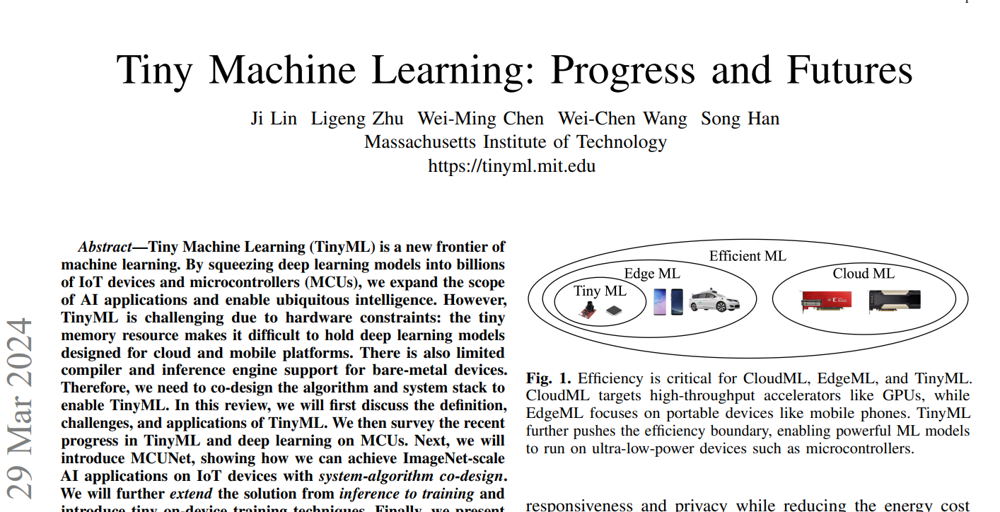 Tiny Machine Learning: Progress and Futures
Ji Lin Ligeng Zhu Wei-Ming Chen Wei-Chen Wang Song Han
Massachusetts Institute of Technology
https://tinyml.mit.edu
29 Mar 2024
Abstract—Tiny Machine Learning (TinyML) is a new frontier of
machine learning. By squeezing deep learning models into billions
of IoT devices and microcontrollers (MCUs), we expand the scope
of AI applications and enable ubiquitous intelligence. However,
TinyML is challenging due to hardware constraints: the tiny
memory resource makes it difficult to hold deep learning models
designed for cloud and mobile platforms. There is also limited
compiler and inference engine support for bare-metal devices.
Therefore, we need to co-design the algorithm and system stack to
enable TinyML. In this review, we will first discuss the definition,
challenges, and applications of TinyML. We then survey the recent
progress in TinyML and deep learning on MCUs. Next, we will
introduce MCUNet, showing how we can achieve ImageNet-scale
AI applications on IoT devices with system-algorithm co-design.
We will further extend the solution from inference to training and
introduce tiny on-device training techniques. Finally, we present
Efficient ML
Edge ML
Cloud ML
Tiny ML
Fig. 1. Efficiency is critical for CloudML, EdgeML, and TinyML.
CloudML targets high-throughput accelerators like GPUs, while
EdgeML focuses on portable devices like mobile phones. TinyML
further pushes the efficiency boundary, enabling powerful ML models
to run on ultra-low-power devices such as microcontrollers.
responsiveness and privacy while reducing the energy cost